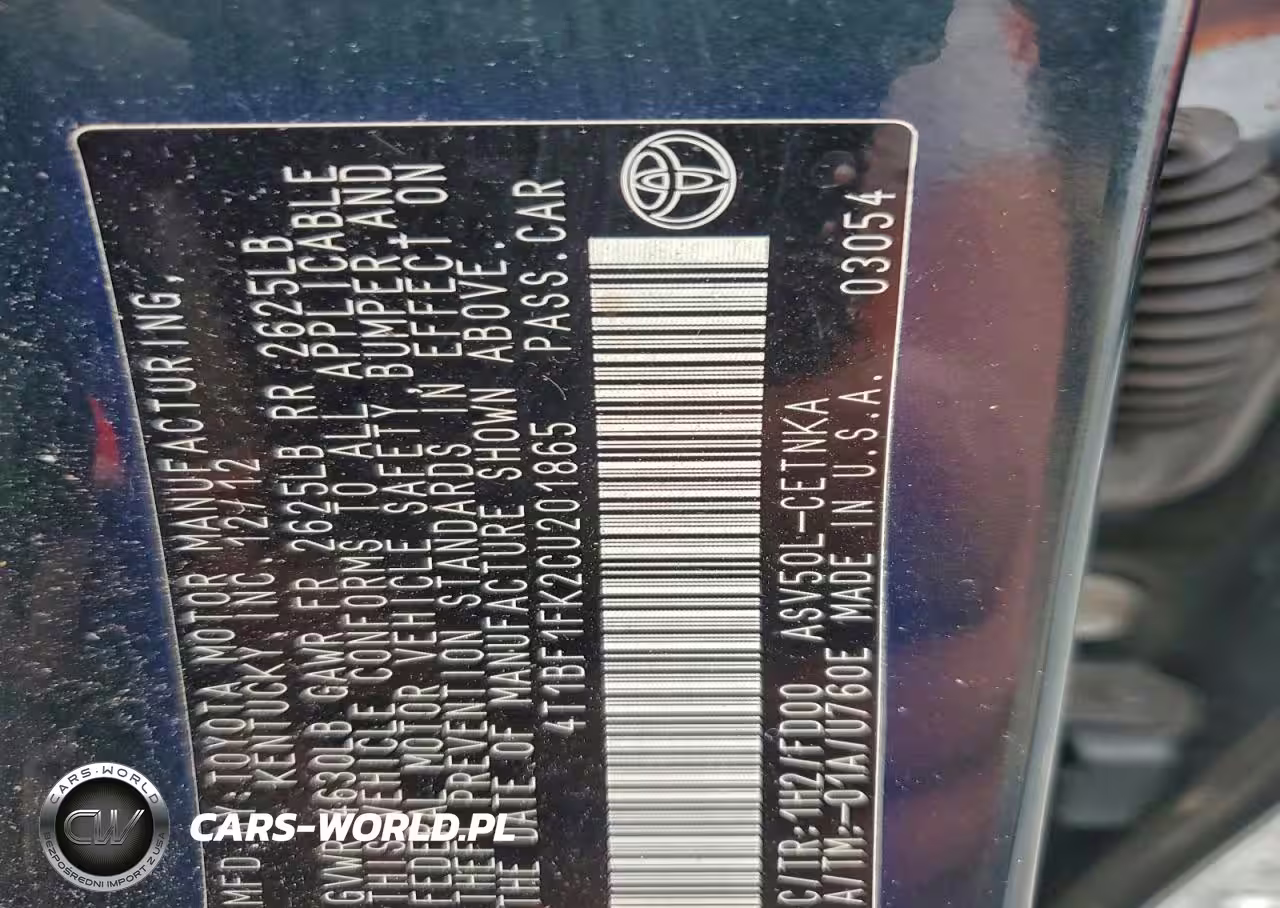 MFD. BY:TOYOTA MOTOR MANUFACTURING,
KENTUCKY, INC. 12/12
GVWR 4630LB GAWR FR 2625LB RR 2625LB
THIS VEHICLE CONFORMS TO ALL APPLICABLE
FEDERAL MOTOR VEHICLE SAFETY, BUMPER, AND
THEFT PREVENTION STANDARDS IN EFFECT ON
THE DATE OF MANUFACTURE SHOWN ABOVE.
4T1BF1FK2CU201865 PASS.CAR
C/TR:1H2/FD00 ASV50L-CETNKA
A/TM:-01A/U760E MADE IN U.S.A. 03054
CARS-WORLD
CW
BEZPOŚREDNI IMPORT Z USA
CARS-WORLD.PL